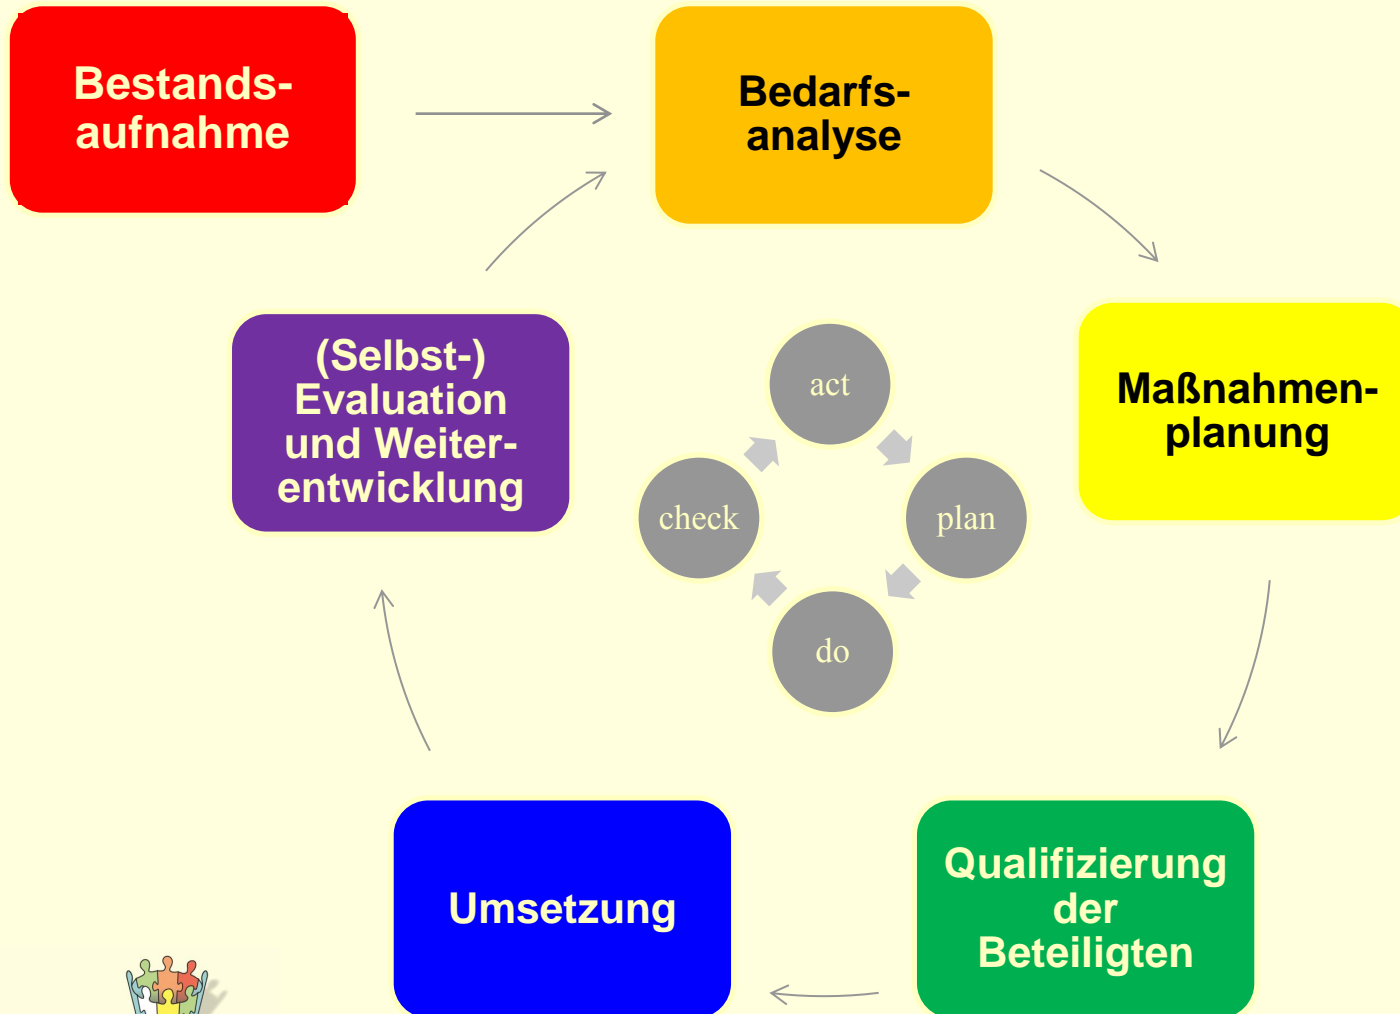 Bestands-
aufnahme
Bedarfs-
analyse
(Selbst-)
Evaluation
und Weiter-
entwicklung
act
check
plan
do
Maßnahmen-
planung
Umsetzung
Qualifizierung
der
Beteiligten